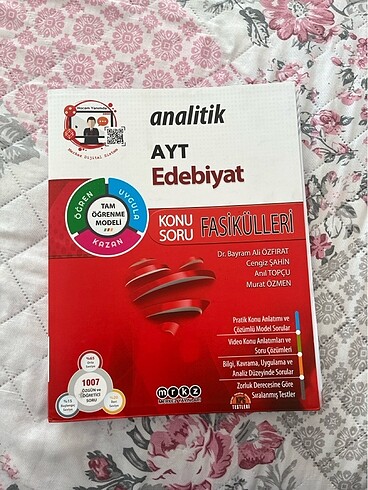 analitik
AYT
Edebiyat
ÖĞREN
UYGULA
KAZAN
TAM
ÖĞRENME
MODELİ
KONU
SORU
FASİKÜLLERİ
Dr. Bayram Ali ÖZFIRAT
Cengiz ŞAHİN
Anıl TOPÇU
Murat ÖZMEN
Pratik Konu Anlatımı ve
Çözümlü Model Sorular
Video Konu Anlatımları ve
Soru Çözümleri
Bilgi, Kavrama, Uygulama ve
Analiz Düzeyinde Sorular
Zorluk Derecesine Göre
Sıralanmış Testler
1007
ÖZGÜN ve
ÖĞRETİCİ
SORU
mrkz
TESTLERİ